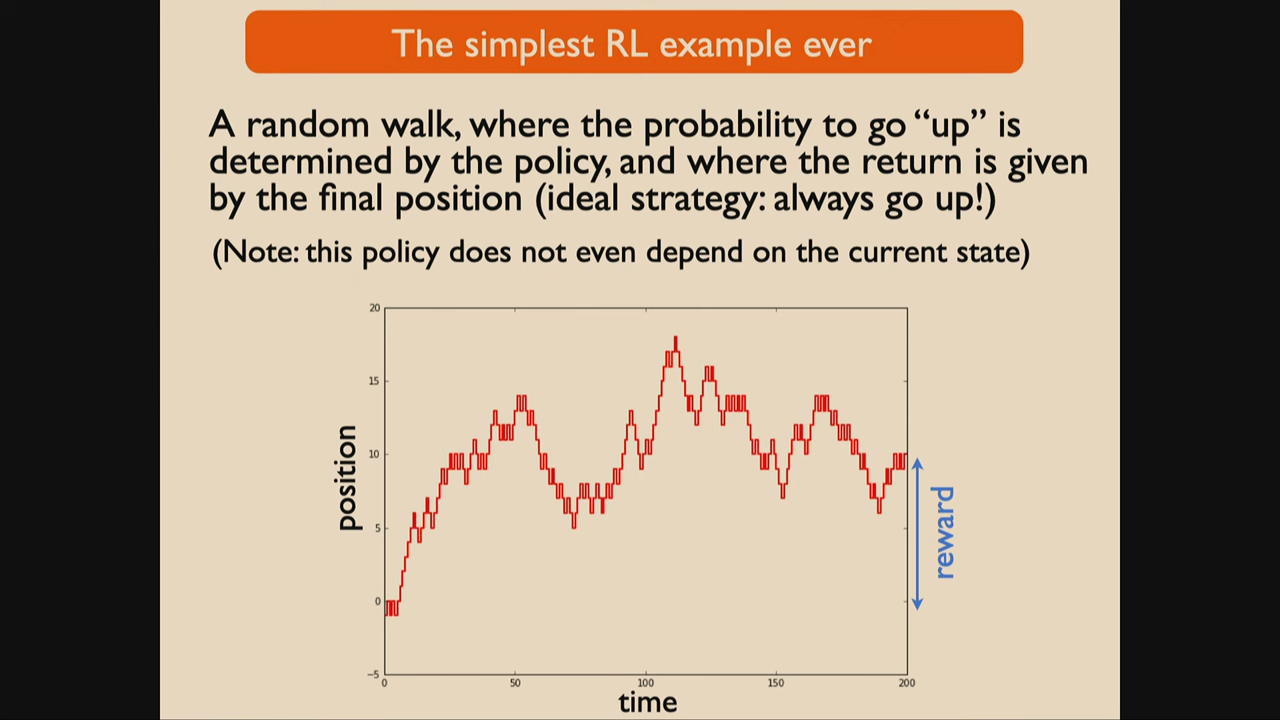 The simplest RL example ever
A random walk, where the probability to go “up” is
determined by the policy, and where the return is given
by the final position (ideal strategy: always go up!)
(Note: this policy does not even depend on the current state)
20
15
10
5
0
−5
position
reward
0
50
100
150
200
time